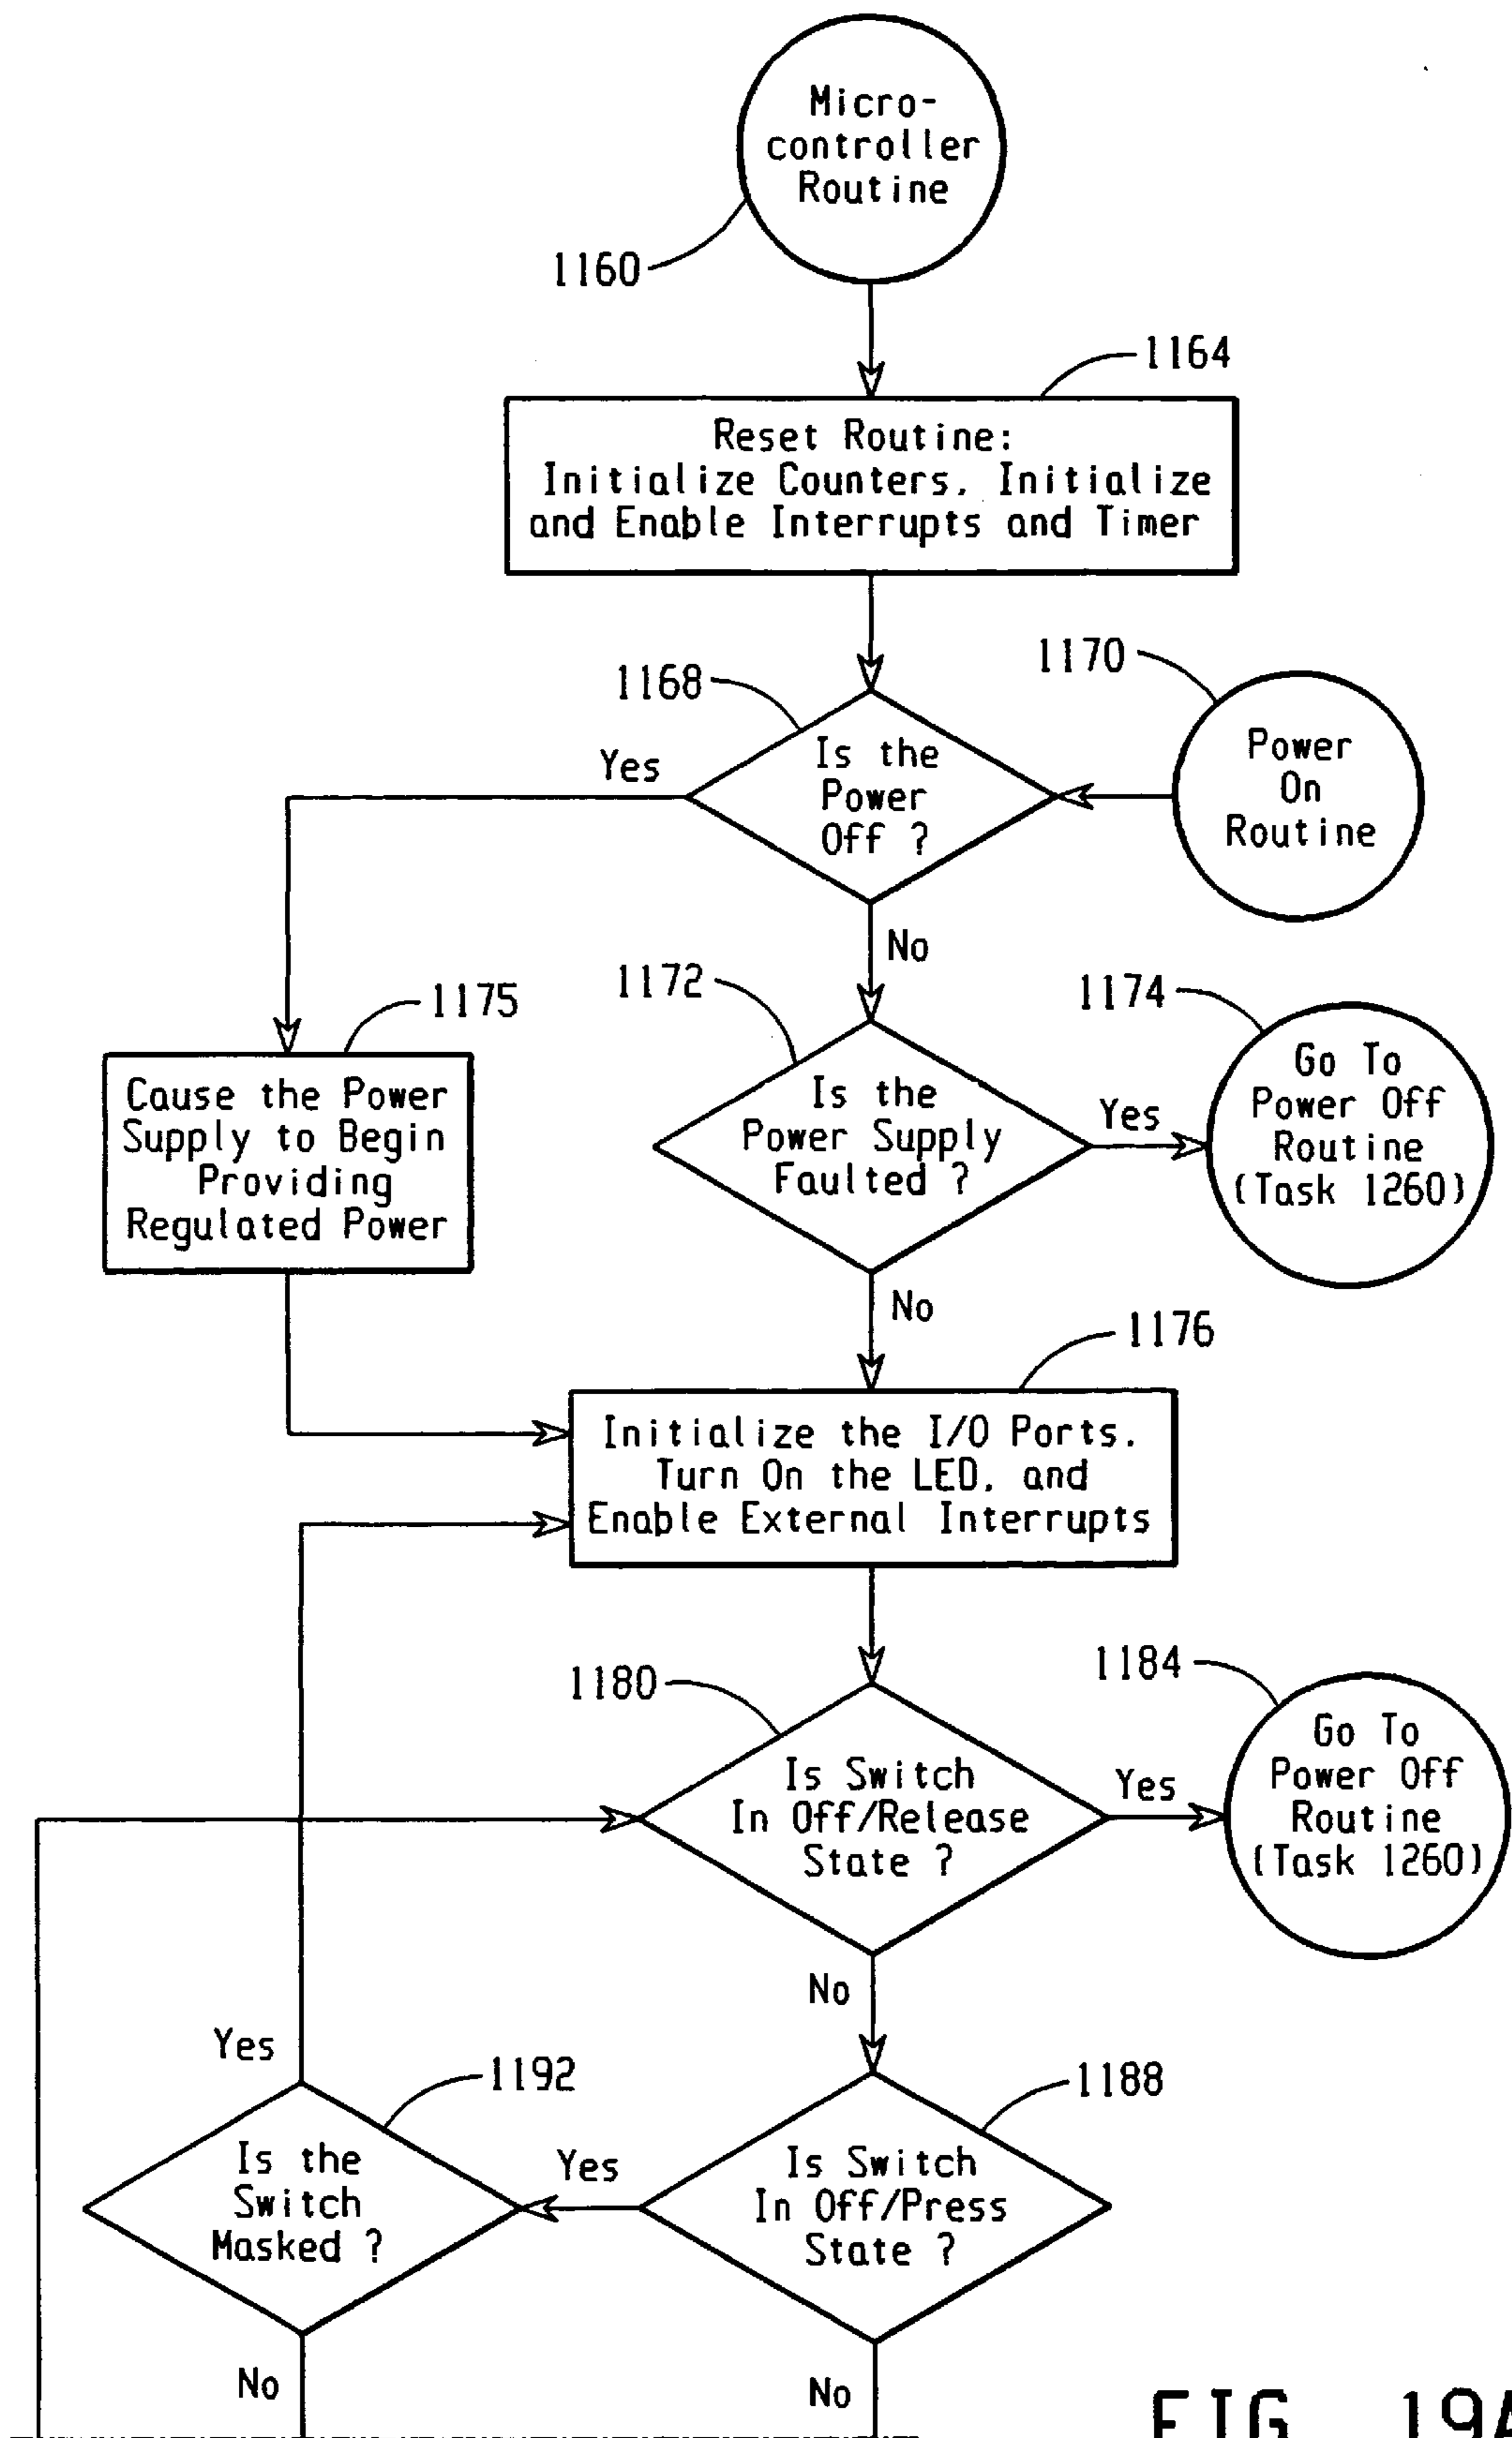 Micro-
controller
Routine
1160
1164
Reset Routine:
Initialize Counters, Initialize
and Enable Interrupts and Timer
1170
1168
Is the
Power
Off ?
Yes
Power
On
Routine
No
1175
1172
1174
Cause the Power
Supply to Begin
Providing
Regulated Power
Is the
Power Supply
Faulted ?
Yes
Go To
Power Off
Routine
(Task 1260)
No
1176
Initialize the I/O Ports,
Turn On the LED, and
Enable External Interrupts
1180
1184
Is Switch
In Off/Release
State ?
Yes
Go To
Power Off
Routine
(Task 1260)
No
Yes
1192
1188
Is the
Switch
Masked ?
Yes
Is Switch
In Off/Press
State ?
No
No
FIG. 19A